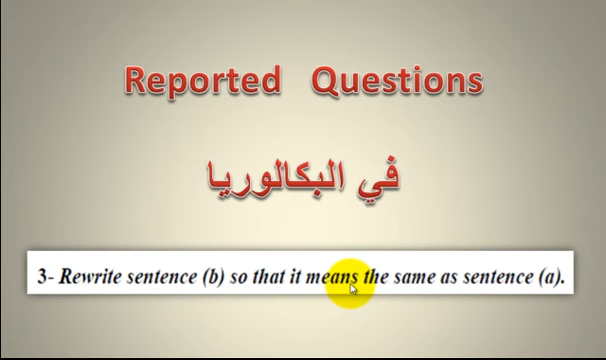 Reported Questions
في البكالوريا
3- Rewrite sentence (b) so that it means the same as sentence (a).